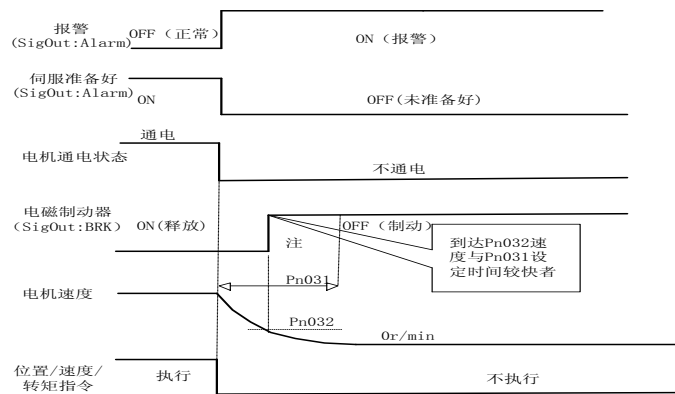 报警
(SigOut:Alarm)
OFF（正常）
ON（报警）
伺服准备好
(SigOut:Alarm)
ON
OFF(未准备好)
通电
电机通电状态
不通电
电磁制动器
(SigOut:BRK)
ON(释放)
注
OFF（制动）
到达Pn032速
度与Pn031设
定时间较快者
Pn031
电机速度
Pn032
0r/min
位置/速度/
转矩指令
执行
不执行